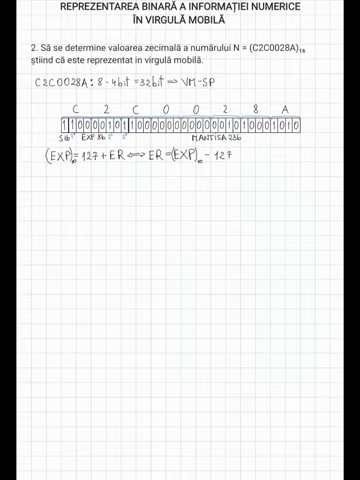 REPREZENTAREA BINARĂ A INFORMAȚIEI NUMERICE
ÎN VIRGULĂ MOBILĂ
2. Să se determine valoarea zecimală a numărului N = (C2C0028A)₁₆
știind că este reprezentat in virgulă mobilă.
C2C0028A: 8·4bit = 32bit ⇒ VM-SP
C 2 C 0 0 2 8 A
1 1 0 0 0 0 1 0 1 1 0 0 0 0 0 0 0 0 0 0 0 0 1 0 1 0 0 0 1 0 1 0
S1b EXP 8b MANTISA 23b
(EXP)₁₀ = 127 + ER ⟺ ER = (EXP)₁₀ - 127